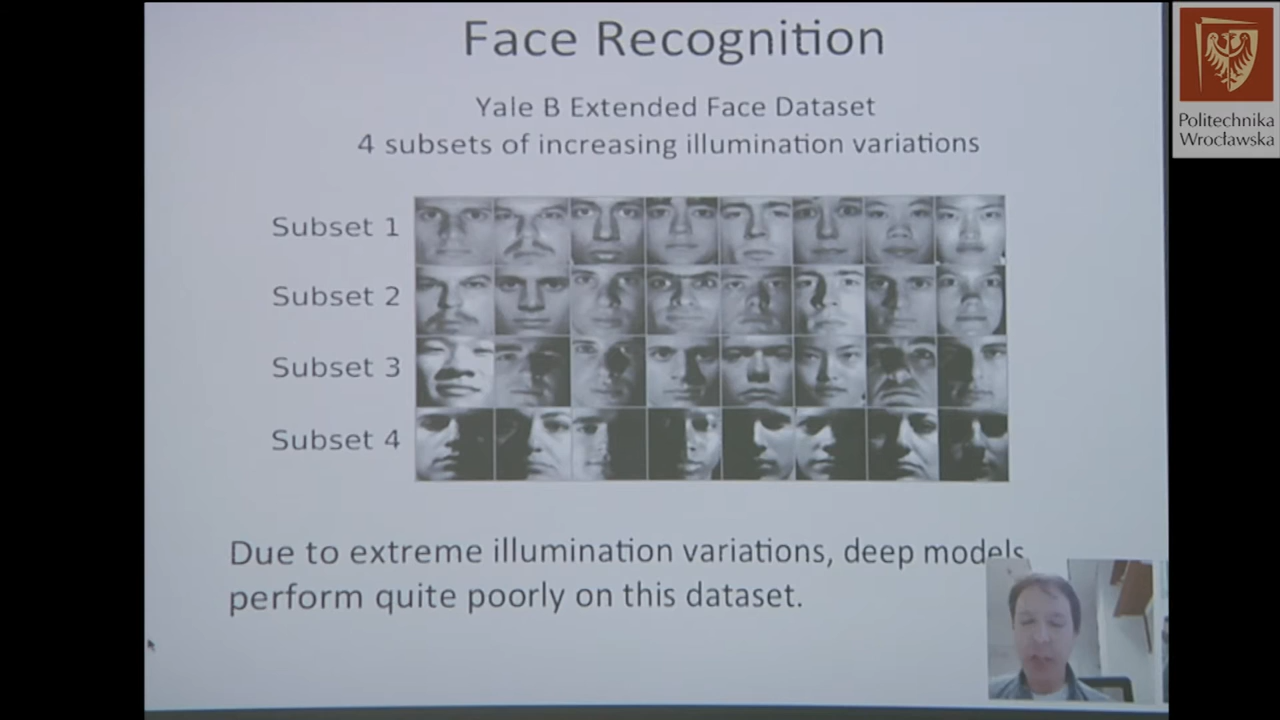 Face Recognition
Yale B Extended Face Dataset
4 subsets of increasing illumination variations
Subset 1
Subset 2
Subset 3
Subset 4
Due to extreme illumination variations, deep models
perform quite poorly on this dataset.
Politechnika
Wrocławska